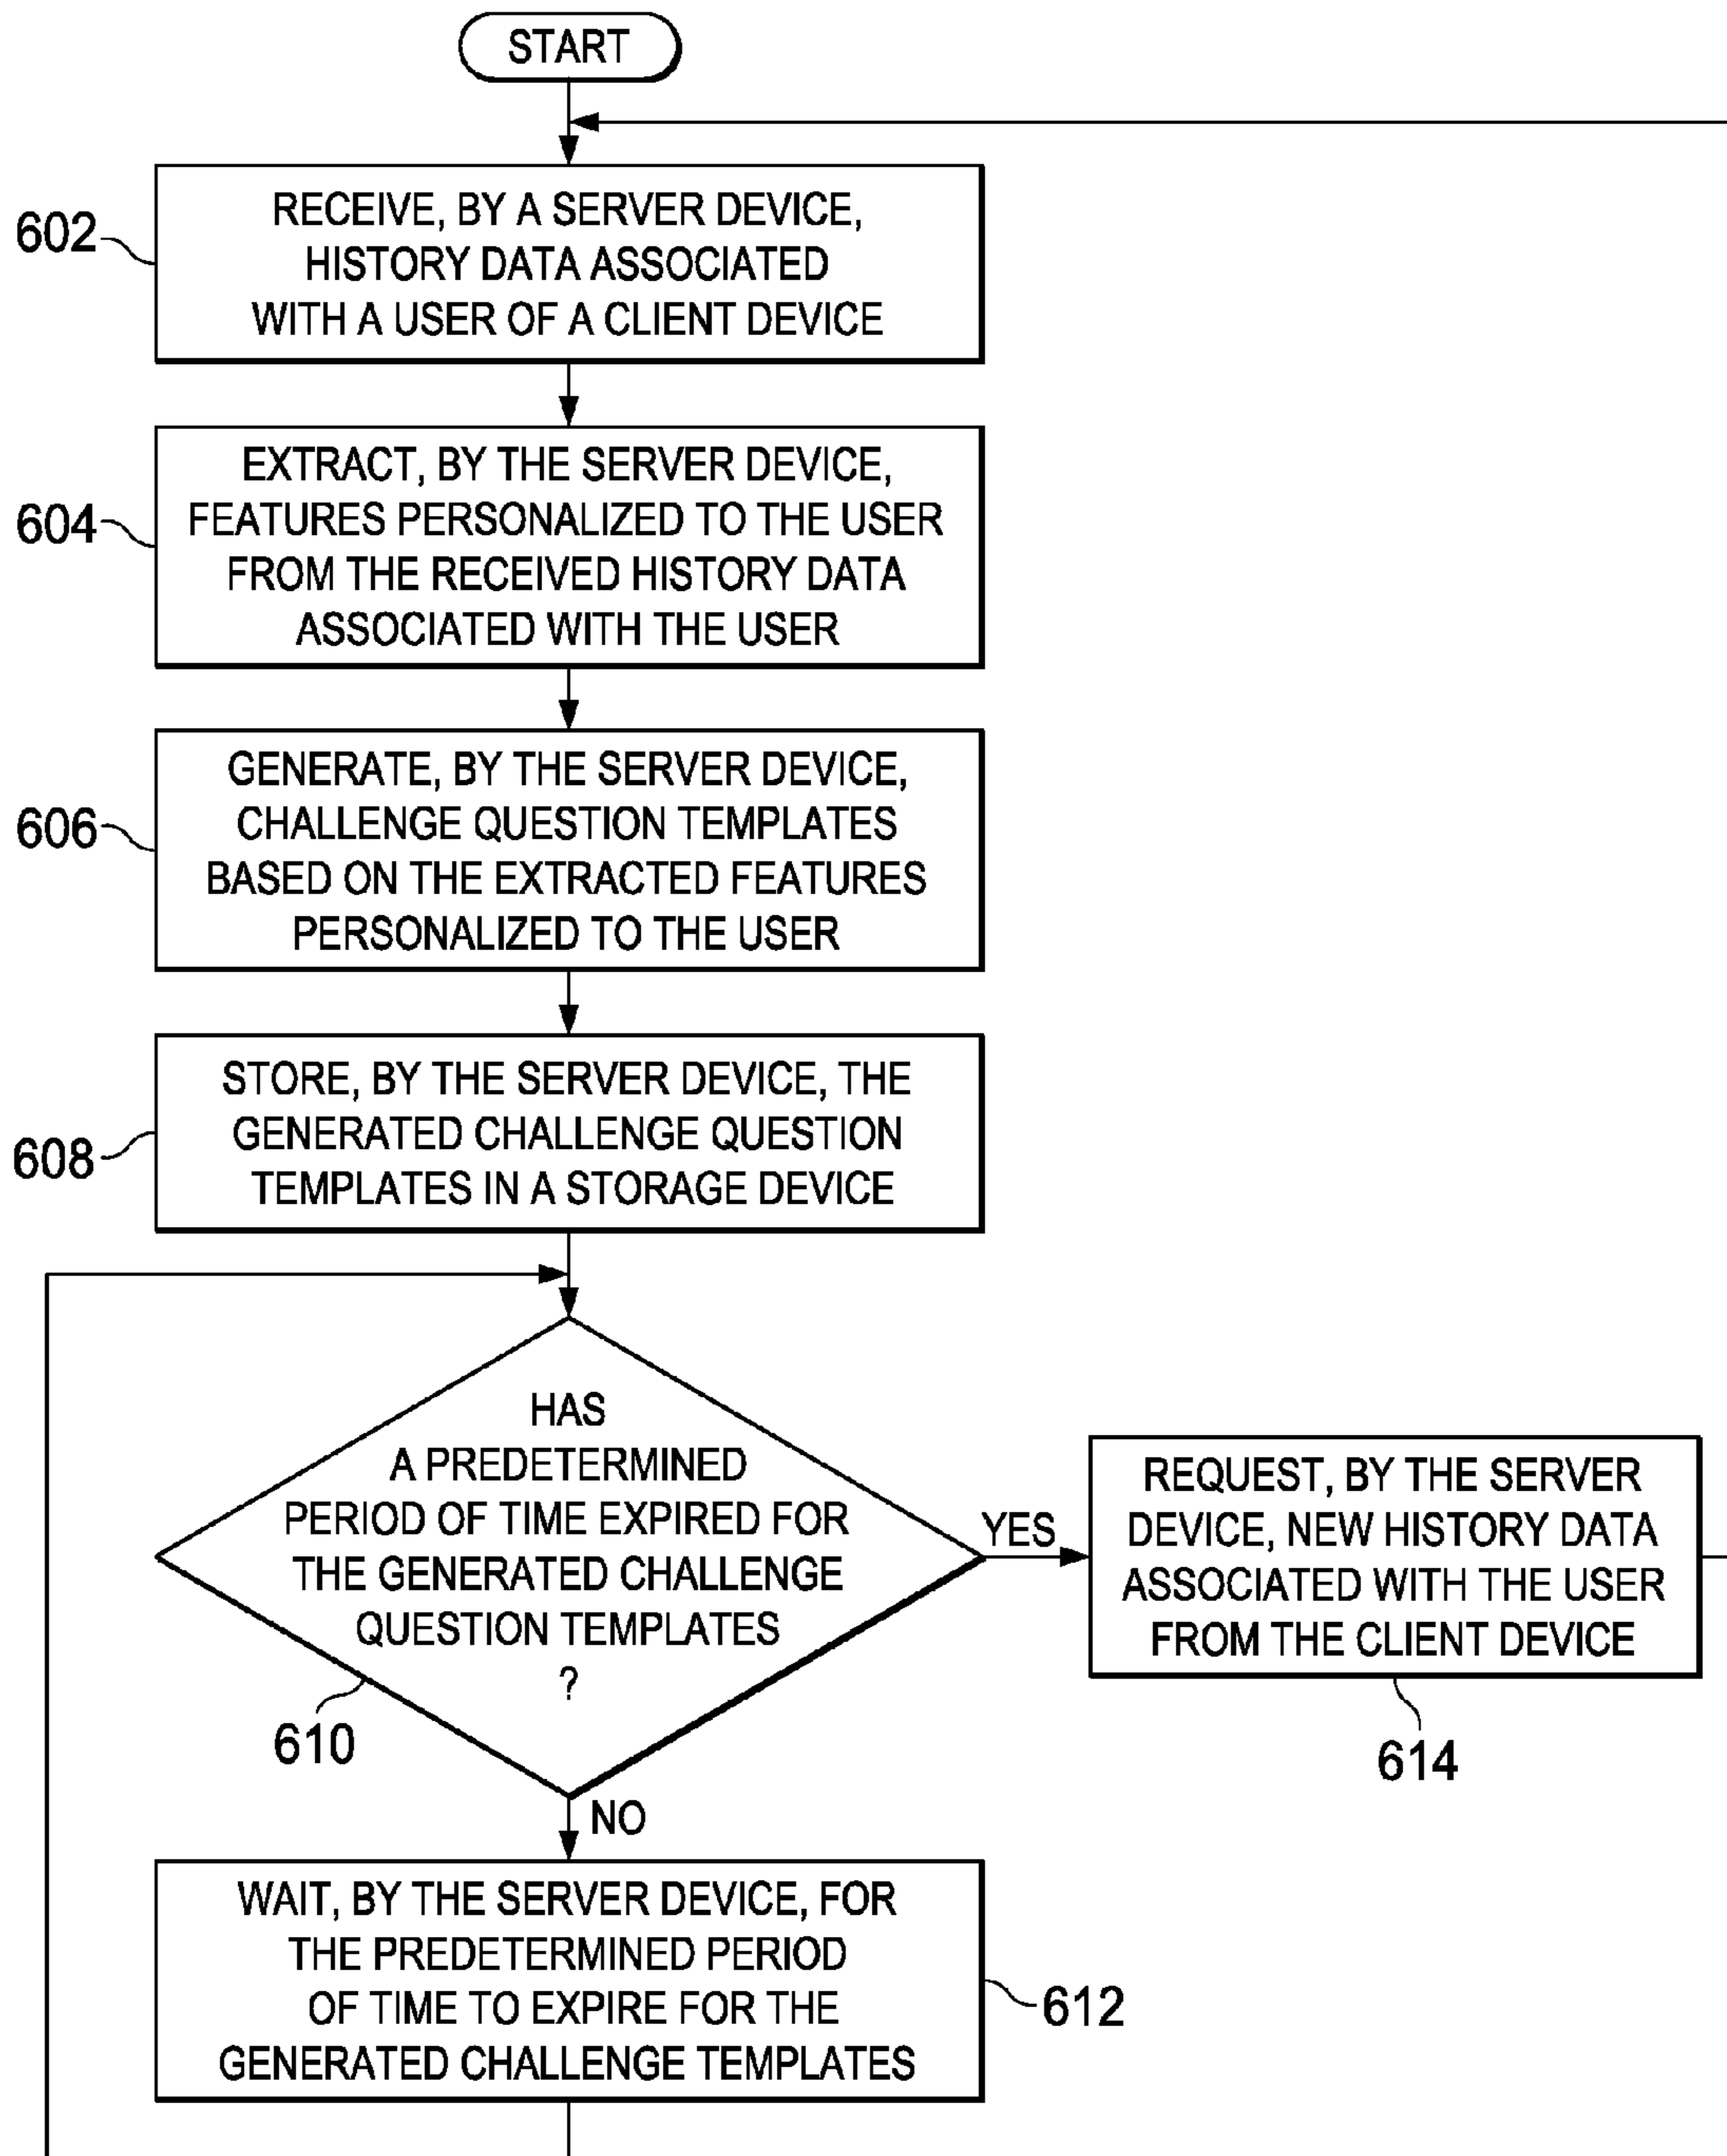 START
602
RECEIVE, BY A SERVER DEVICE,
HISTORY DATA ASSOCIATED
WITH A USER OF A CLIENT DEVICE
604
EXTRACT, BY THE SERVER DEVICE,
FEATURES PERSONALIZED TO THE USER
FROM THE RECEIVED HISTORY DATA
ASSOCIATED WITH THE USER
606
GENERATE, BY THE SERVER DEVICE,
CHALLENGE QUESTION TEMPLATES
BASED ON THE EXTRACTED FEATURES
PERSONALIZED TO THE USER
608
STORE, BY THE SERVER DEVICE, THE
GENERATED CHALLENGE QUESTION
TEMPLATES IN A STORAGE DEVICE
HAS
A PREDETERMINED
PERIOD OF TIME EXPIRED FOR
THE GENERATED CHALLENGE
QUESTION TEMPLATES
?
610
YES
REQUEST, BY THE SERVER
DEVICE, NEW HISTORY DATA
ASSOCIATED WITH THE USER
FROM THE CLIENT DEVICE
614
NO
WAIT, BY THE SERVER DEVICE, FOR
THE PREDETERMINED PERIOD
OF TIME TO EXPIRE FOR THE
GENERATED CHALLENGE TEMPLATES
612